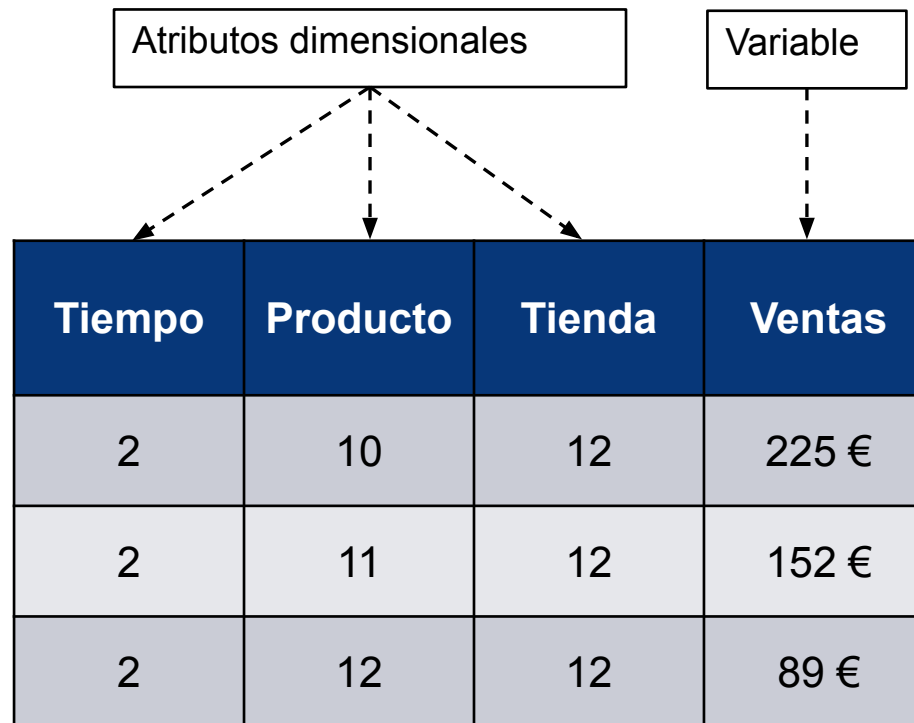 Atributos dimensionales
Variable
Tiempo Producto Tienda Ventas
2 10 12 225 €
2 11 12 152 €
2 12 12 89 €